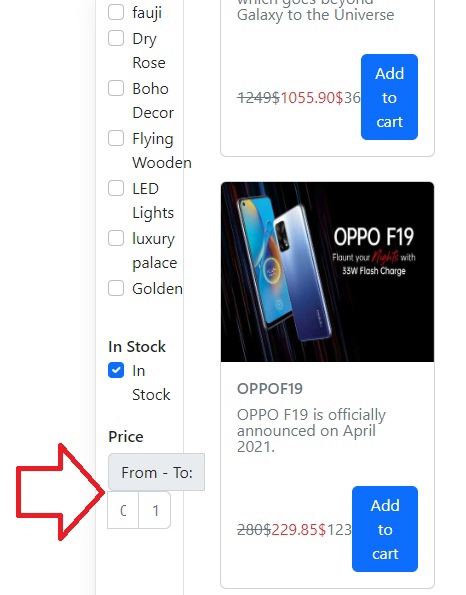 fauji
Dry
Rose
Boho
Decor
Flying
Wooden
LED
Lights
luxury
palace
Golden
In Stock
In
Stock
Price
From - To:
1
which goes beyond
Galaxy to the Universe
1249$1055.90$36
Add
to
cart
OPPO F19
Flaunt your Nights with
33W Flash Charge
OPPOF19
OPPO F19 is officially
announced on April
2021.
280$229.85$123
Add
to
cart